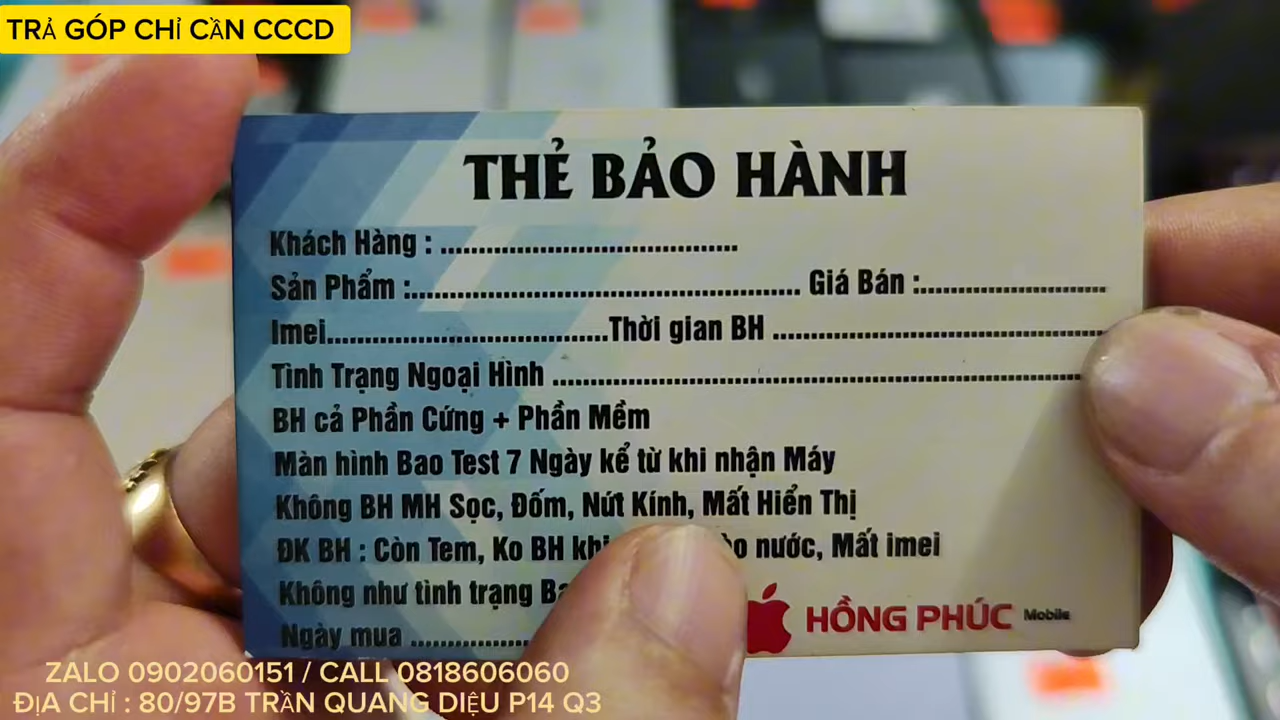 TRẢ GÓP CHỈ CẦN CCCD
THẺ BẢO HÀNH
Khách Hàng : ........................................
Sản Phẩm :.................................................... Giá Bán :.........................
Imei......................................Thời gian BH .............................................
Tình Trạng Ngoại Hình .......................................................................
BH cả Phần Cứng + Phần Mềm
Màn hình Bao Test 7 Ngày kể từ khi nhận Máy
Không BH MH Sọc, Đốm, Nứt Kính, Mất Hiển Thị
ĐK BH : Còn Tem, Ko BH khi nước, Mất imei
Không như tình trạng
HỒNG PHÚC Mobile
Ngày mua ................
ZALO 0902060151 / CALL 0818606060
ĐỊA CHỈ : 80/97B TRẦN QUANG DIỆU P14 Q3